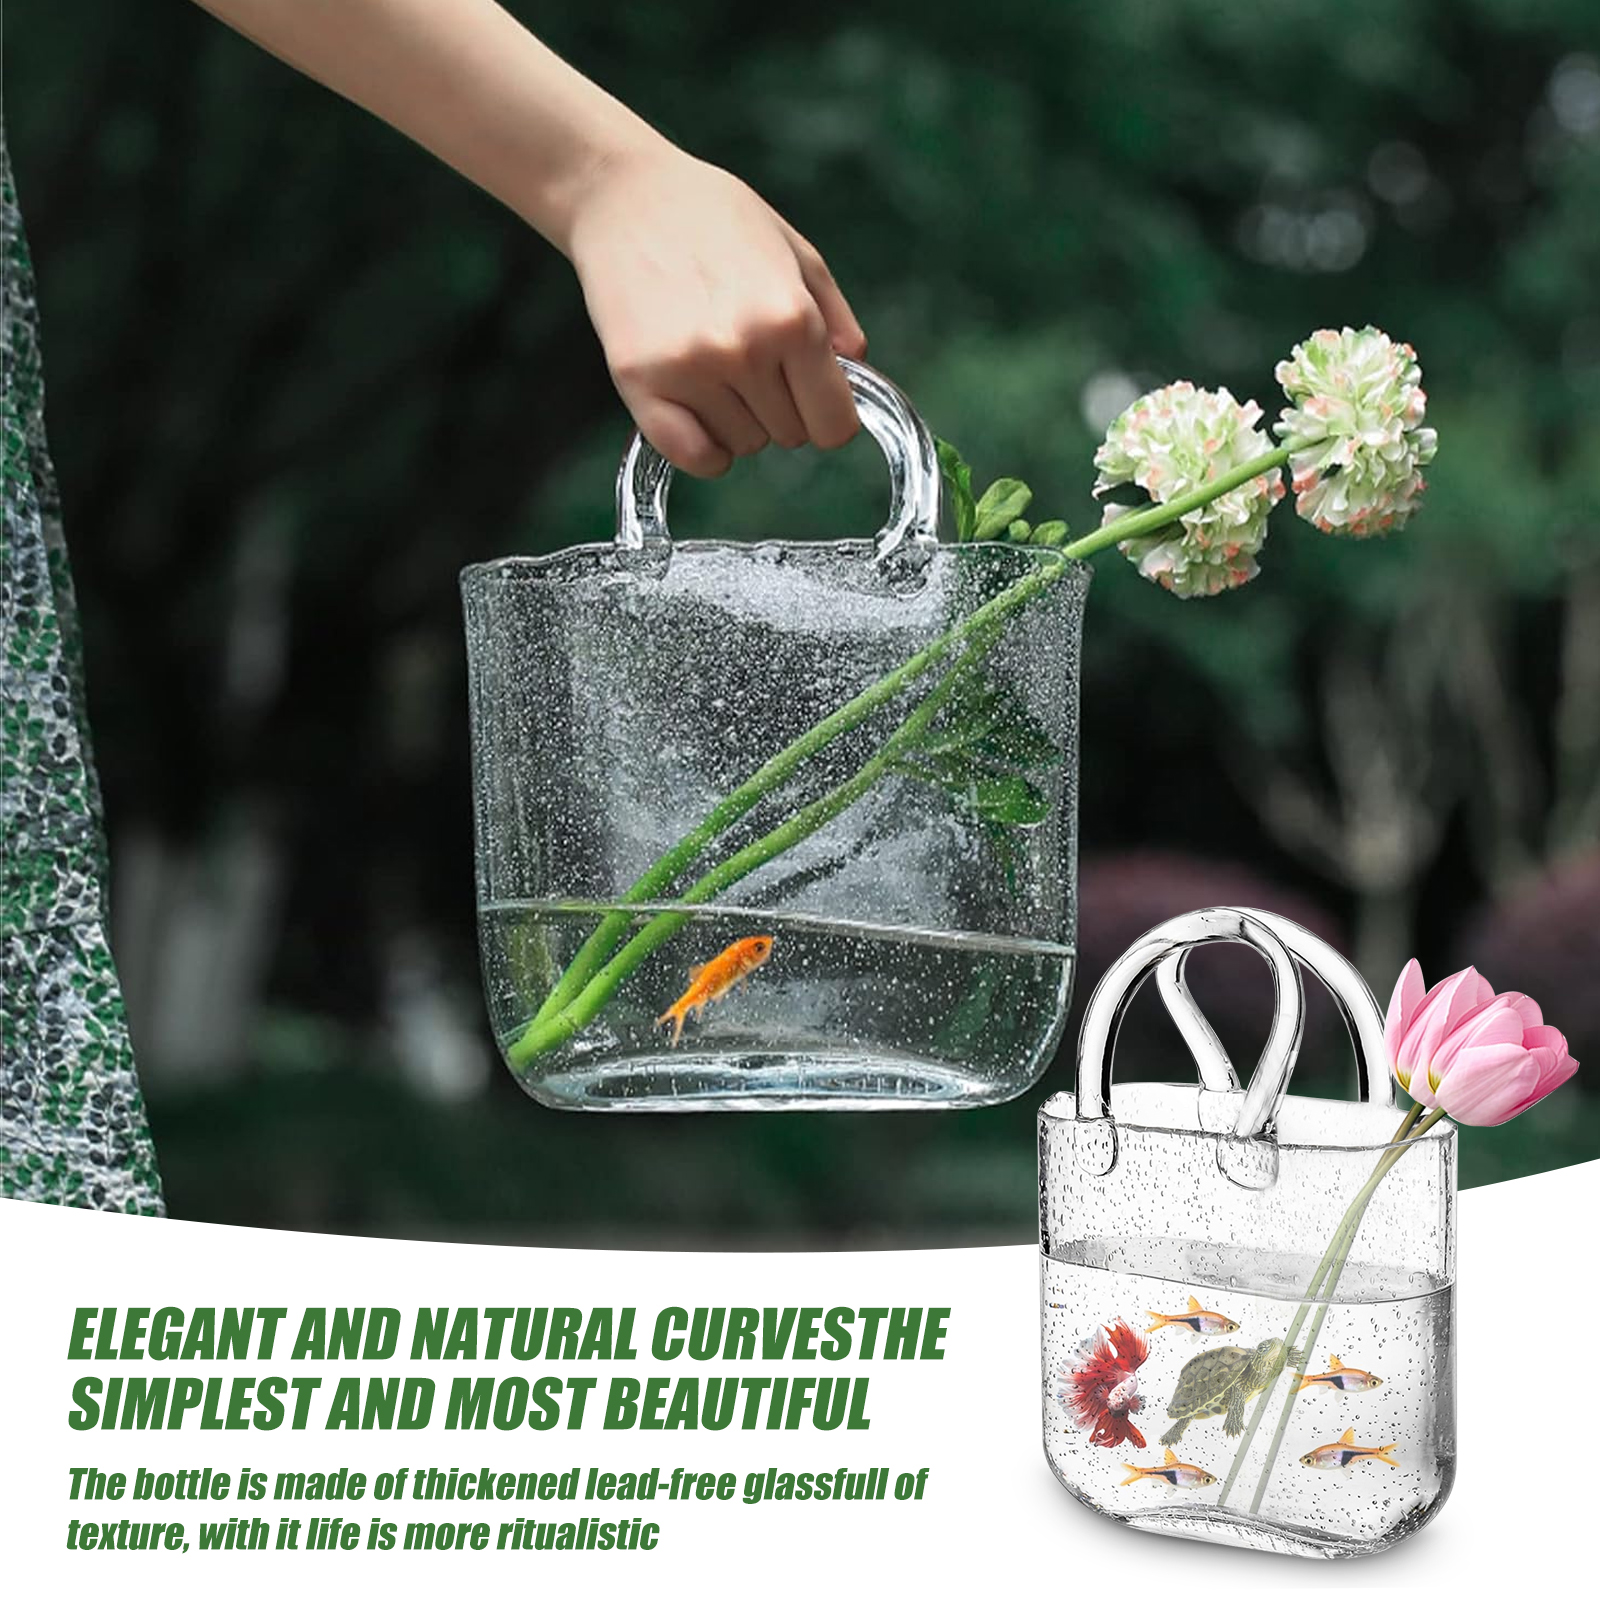 ELEGANT AND NATURAL CURVESTHE
SIMPLEST AND MOST BEAUTIFUL
The bottle is made of thickened lead-free glassfull of
texture, with it life is more ritualistic